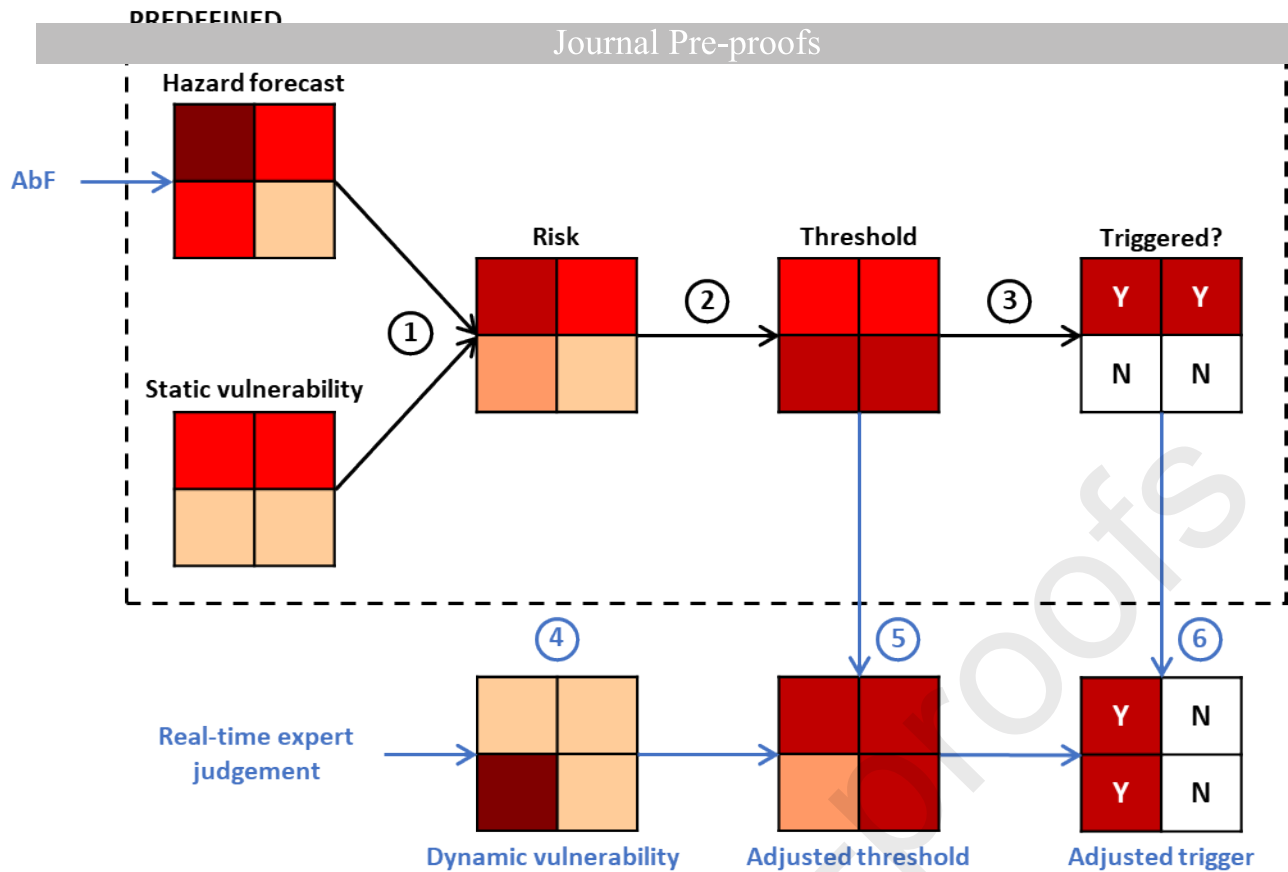 PREDEFINED
Journal Pre-proofs
Hazard forecast
AbF
Risk
Threshold
Triggered?
Y
Y
1
2
3
N
N
Static vulnerability
4
5
6
Y
N
Real-time expert
judgement
Y
N
Dynamic vulnerability
Adjusted threshold
Adjusted trigger
proofs